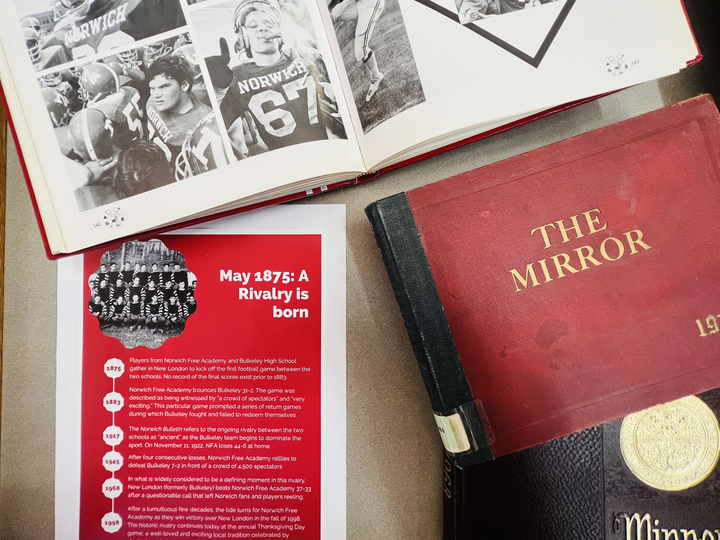 NORWICH
NORWICH
NORWICH
67
142
143
THE
MIRROR
May 1875: A
Rivalry is
born
1875
Players from Norwich Free Academy and Bulkeley High School
gather in New London to kick off the first football game between the
two schools. No record of the final scores exist prior to 1883.
1883
Norwich Free Academy trounces Bulkeley 31-2. The game was
described as being witnessed by "a crowd of spectators" and "very
exciting." This particular game prompted a series of return games
during which Bulkeley fought and failed to redeem themselves.
1917
The Norwich Bulletin refers to the ongoing rivalry between the two
schools as "ancient" as the Bulkeley team begins to dominate the
sport. On November 11, 1922, NFA loses 44-6 at home.
1945
After four consecutive losses, Norwich Free Academy rallies to
defeat Bulkeley 7-2 in front of a crowd of 4,500 spectators
1968
In what is widely considered to be a defining moment in this rivalry,
New London (formerly Bulkeley) beats Norwich Free Academy 37-33
after a questionable call that left Norwich fans and players reeling.
1998
After a tumultuous few decades, the tide turns for Norwich Free
Academy as they win victory over New London in the fall of 1998.
The historic rivalry continues today at the annual Thanksgiving Day
game, a well-loved and exciting local tradition celebrated by